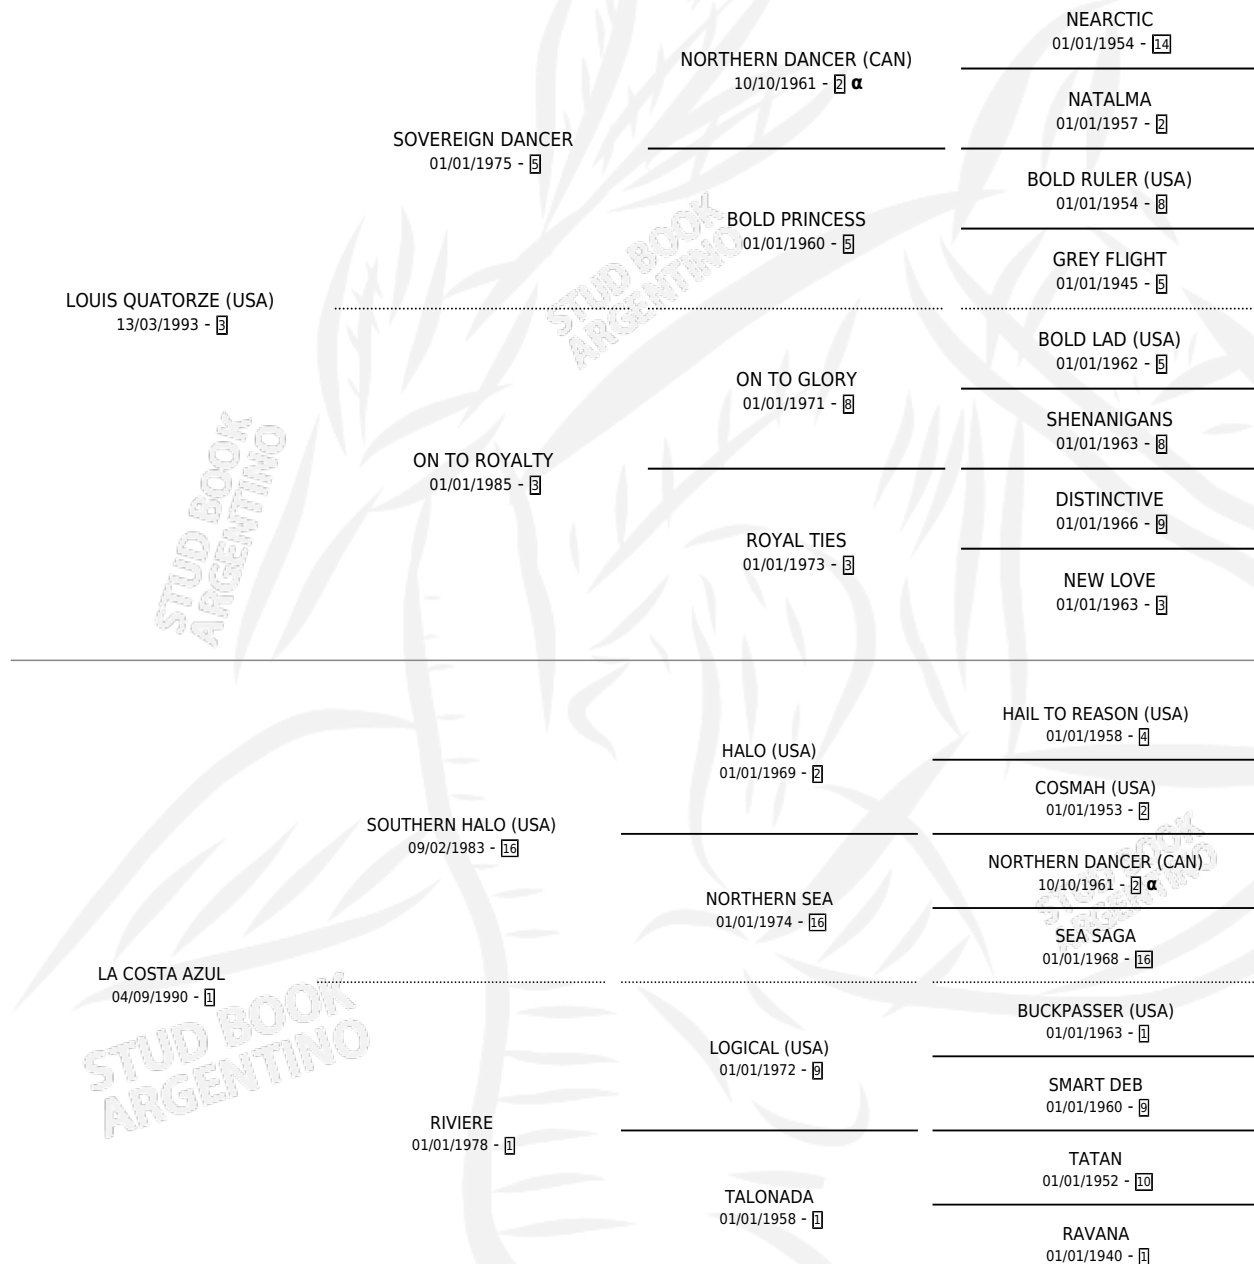 NEARCTIC
01/01/1954 - 14
NORTHERN DANCER (CAN)
10/10/1961 - 2 α
NATALMA
01/01/1957 - 2
SOVEREIGN DANCER
01/01/1975 - 5
BOLD RULER (USA)
01/01/1954 - 8
BOLD PRINCESS
01/01/1960 - 5
GREY FLIGHT
01/01/1945 - 5
LOUIS QUATORZE (USA)
13/03/1993 - 3
BOLD LAD (USA)
01/01/1962 - 5
ON TO GLORY
01/01/1971 - 8
SHENANIGANS
01/01/1963 - 8
ON TO ROYALTY
01/01/1985 - 3
DISTINCTIVE
01/01/1966 - 9
ROYAL TIES
01/01/1973 - 3
NEW LOVE
01/01/1963 - 3
HAIL TO REASON (USA)
01/01/1958 - 4
HALO (USA)
01/01/1969 - 2
COSMAH (USA)
01/01/1953 - 2
SOUTHERN HALO (USA)
09/02/1983 - 16
NORTHERN DANCER (CAN)
10/10/1961 - 2 α
NORTHERN SEA
01/01/1974 - 16
SEA SAGA
01/01/1968 - 16
LA COSTA AZUL
04/09/1990 - 1
BUCKPASSER (USA)
01/01/1963 - 1
LOGICAL (USA)
01/01/1972 - 9
SMART DEB
01/01/1960 - 9
RIVIERE
01/01/1978 - 1
TATAN
01/01/1952 - 10
TALONADA
01/01/1958 - 1
RAVANA
01/01/1940 - 1
STUD BOOK
ARGENTINO
STUD BOOK
ARGENTINO
STUD BOOK
ARGENTINO
STUD BOOK
ARGENTINO